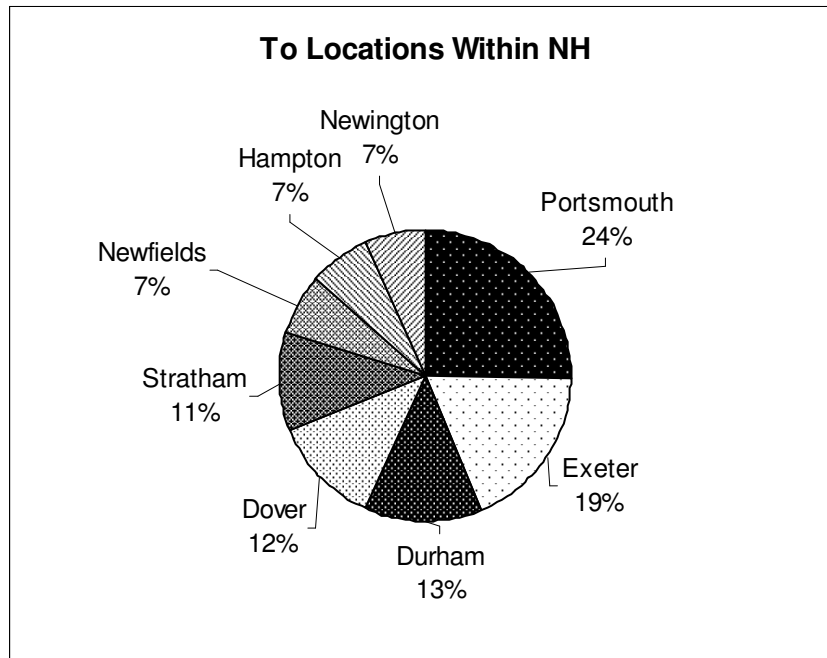 To Locations Within NH
Newington
7%
Hampton
7%
Portsmouth
24%
Newfields
7%
Stratham
11%
Exeter
19%
Dover
12%
Durham
13%